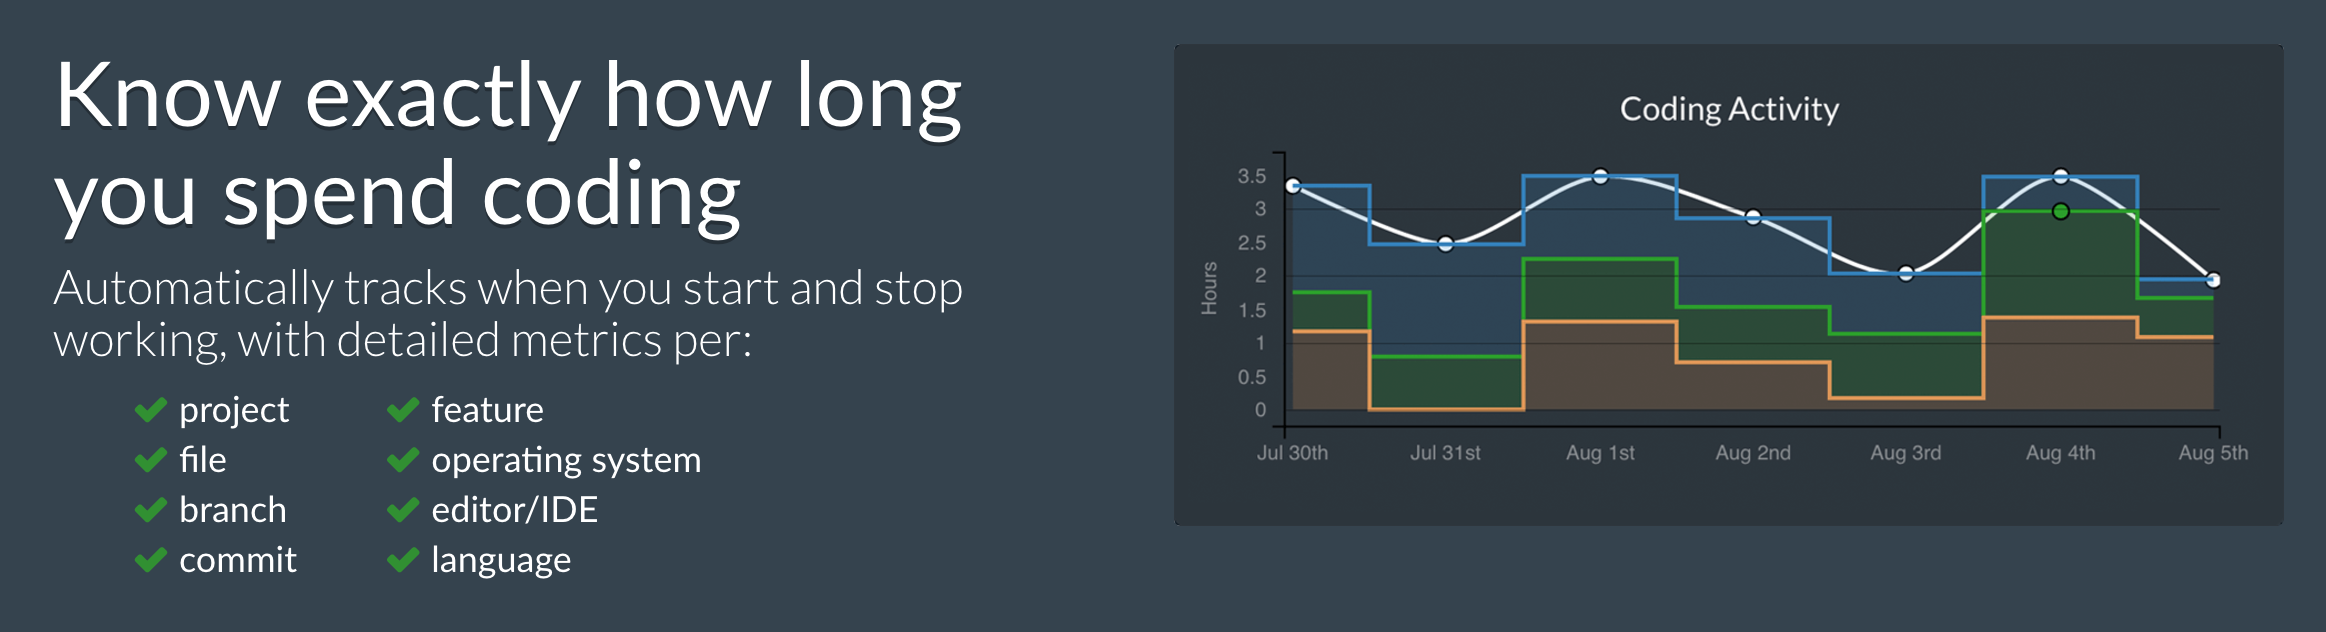 Know exactly how long
you spend coding
Automatically tracks when you start and stop
working, with detailed metrics per:
project
file
branch
commit
feature
operating system
editor/IDE
language
Coding Activity
Hours
3.5
3
2.5
2
1.5
1
0.5
0
Jul 30th
Jul 31st
Aug 1st
Aug 2nd
Aug 3rd
Aug 4th
Aug 5th